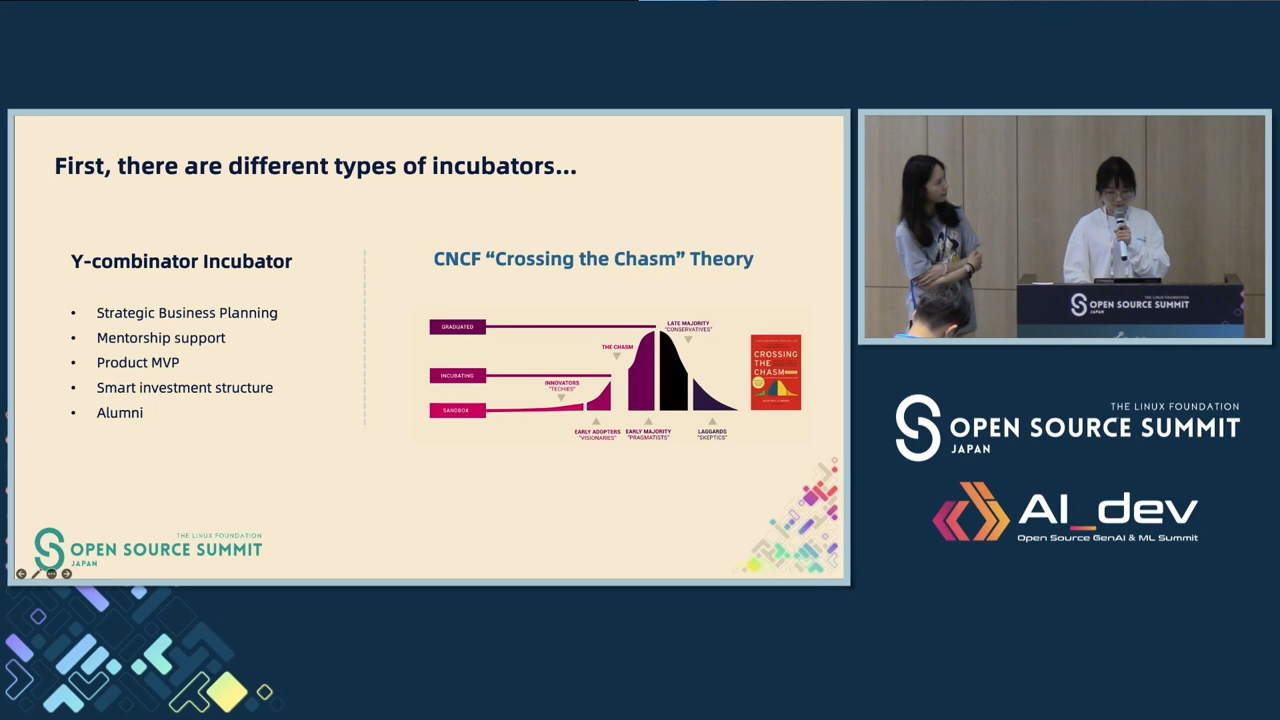 First, there are different types of incubators...
Y-combinator Incubator
• Strategic Business Planning
• Mentorship support
• Product MVP
• Smart investment structure
• Alumni
CNCF “Crossing the Chasm” Theory
GRADUATED
INCUBATING
SANDBOX
INNOVATORS
"TECHIES"
THE CHASM
LATE MAJORITY
"CONSERVATIVES"
EARLY ADOPTERS
"VISIONARIES"
EARLY MAJORITY
"PRAGMATISTS"
LAGGARDS
"SKEPTICS"
CROSSING
THE
CHASM
THE LINUX FOUNDATION
OPEN SOURCE SUMMIT
JAPAN
THE LINUX FOUNDATION
OPEN SOURCE SUMMIT
JAPAN
THE LINUX FOUNDATION
OPEN SOURCE SUMMIT
JAPAN
AI_dev
Open Source GenAI & ML Summit